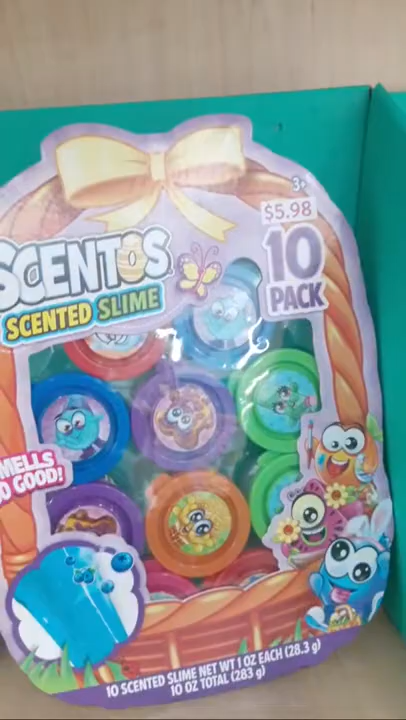 3+
$5.98
SCENTOS
10
PACK
SCENTED SLIME
SMELLS
SO GOOD!
10 SCENTED SLIME NET WT 1 OZ EACH (28.3 g)
10 OZ TOTAL (283 g)